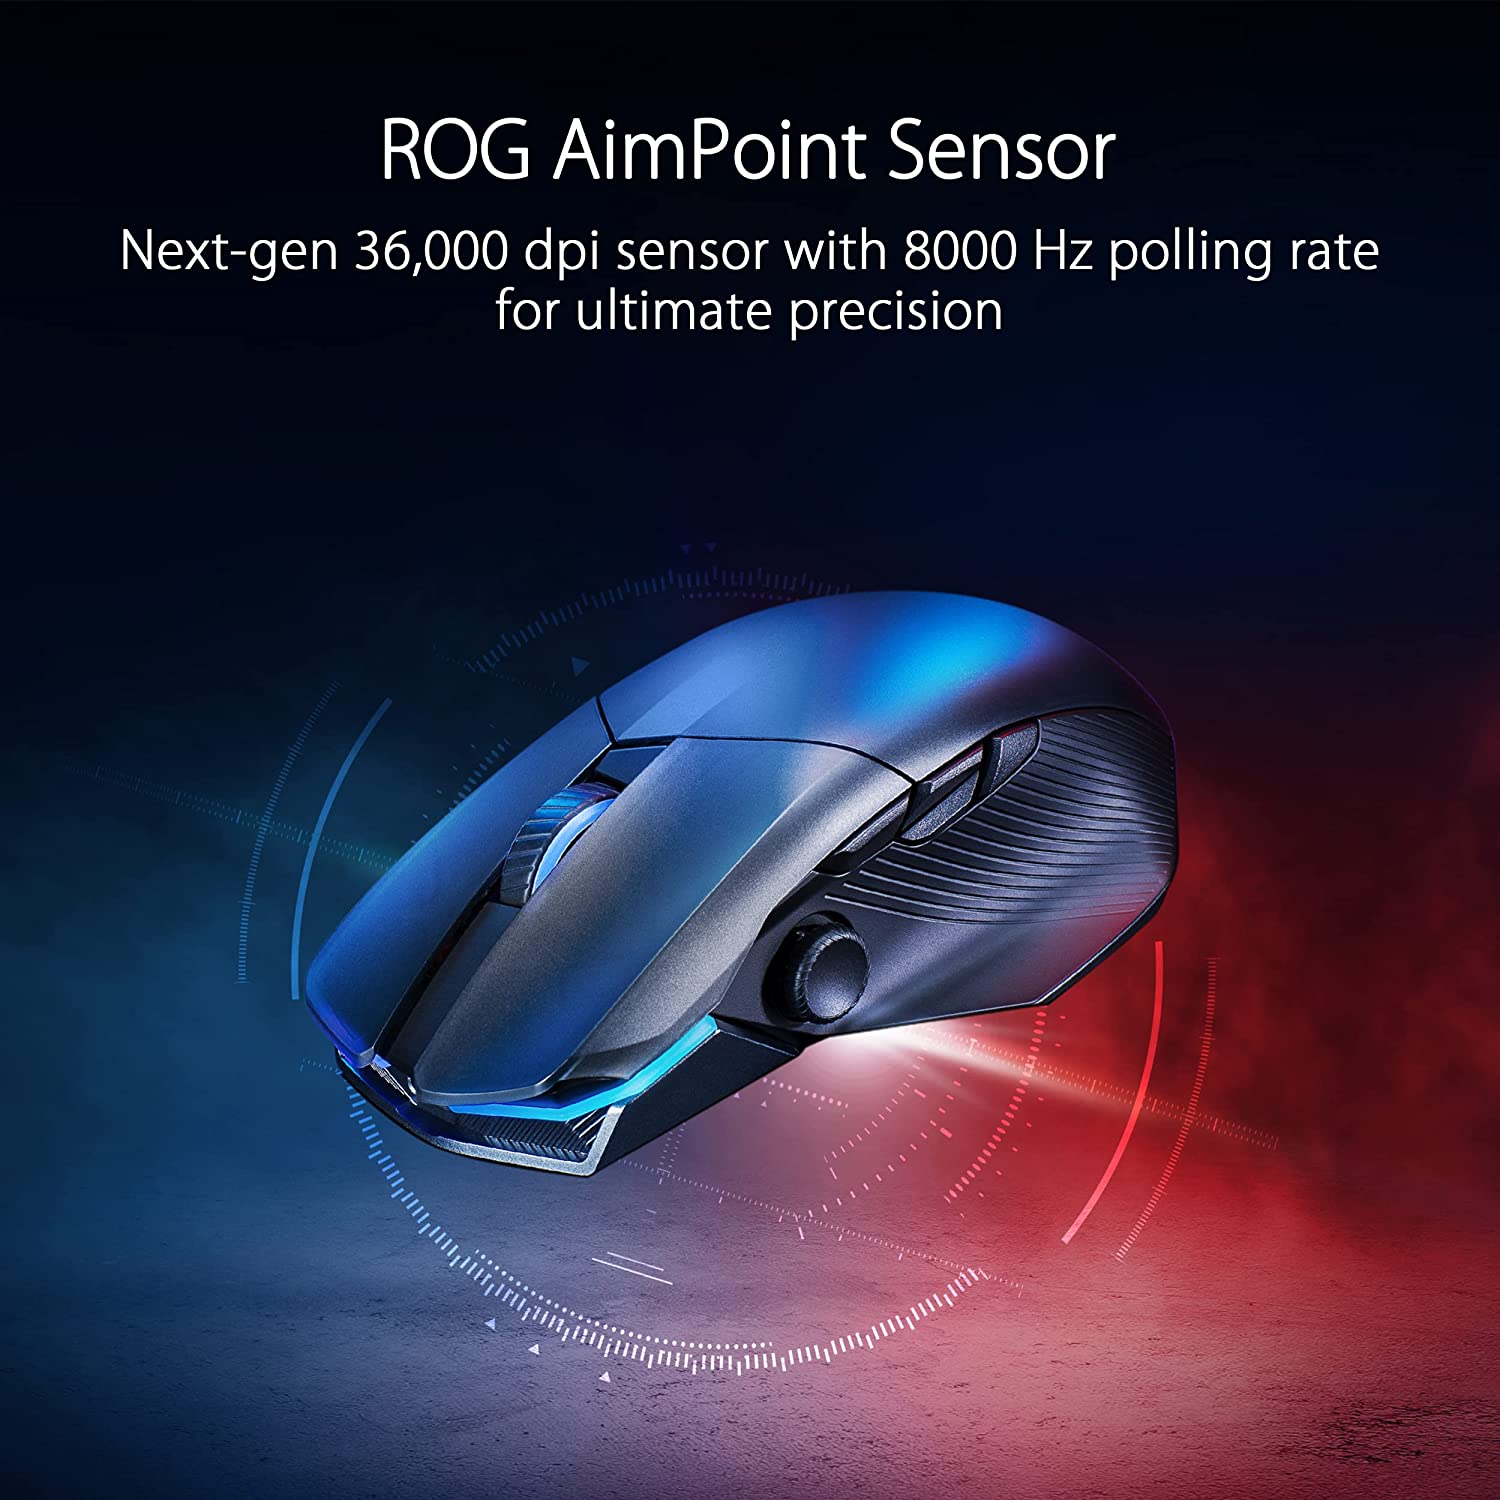 ROG AimPoint Sensor
Next-gen 36,000 dpi sensor with 8000 Hz polling rate
for ultimate precision